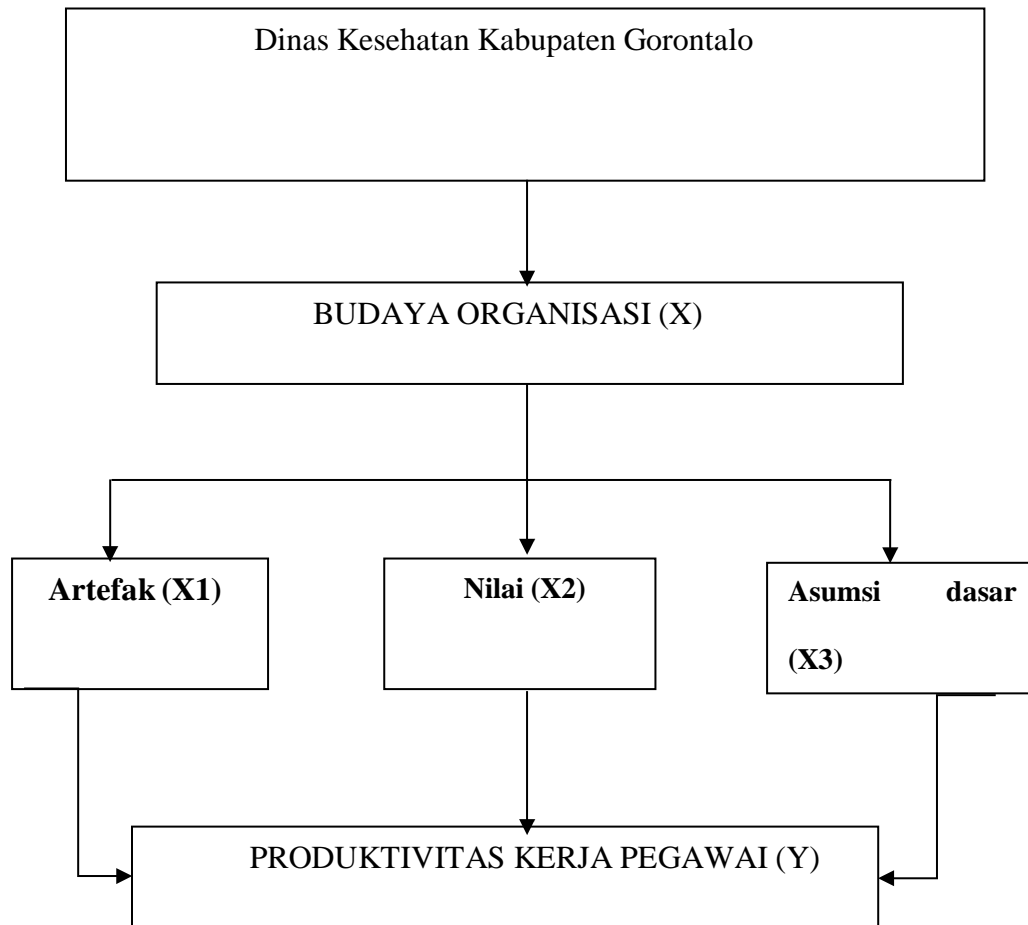 Dinas Kesehatan Kabupaten Gorontalo
BUDAYA ORGANISASI (X)
Artefak (X1)
Nilai (X2)
Asumsi dasar
(X3)
PRODUKTIVITAS KERJA PEGAWAI (Y)